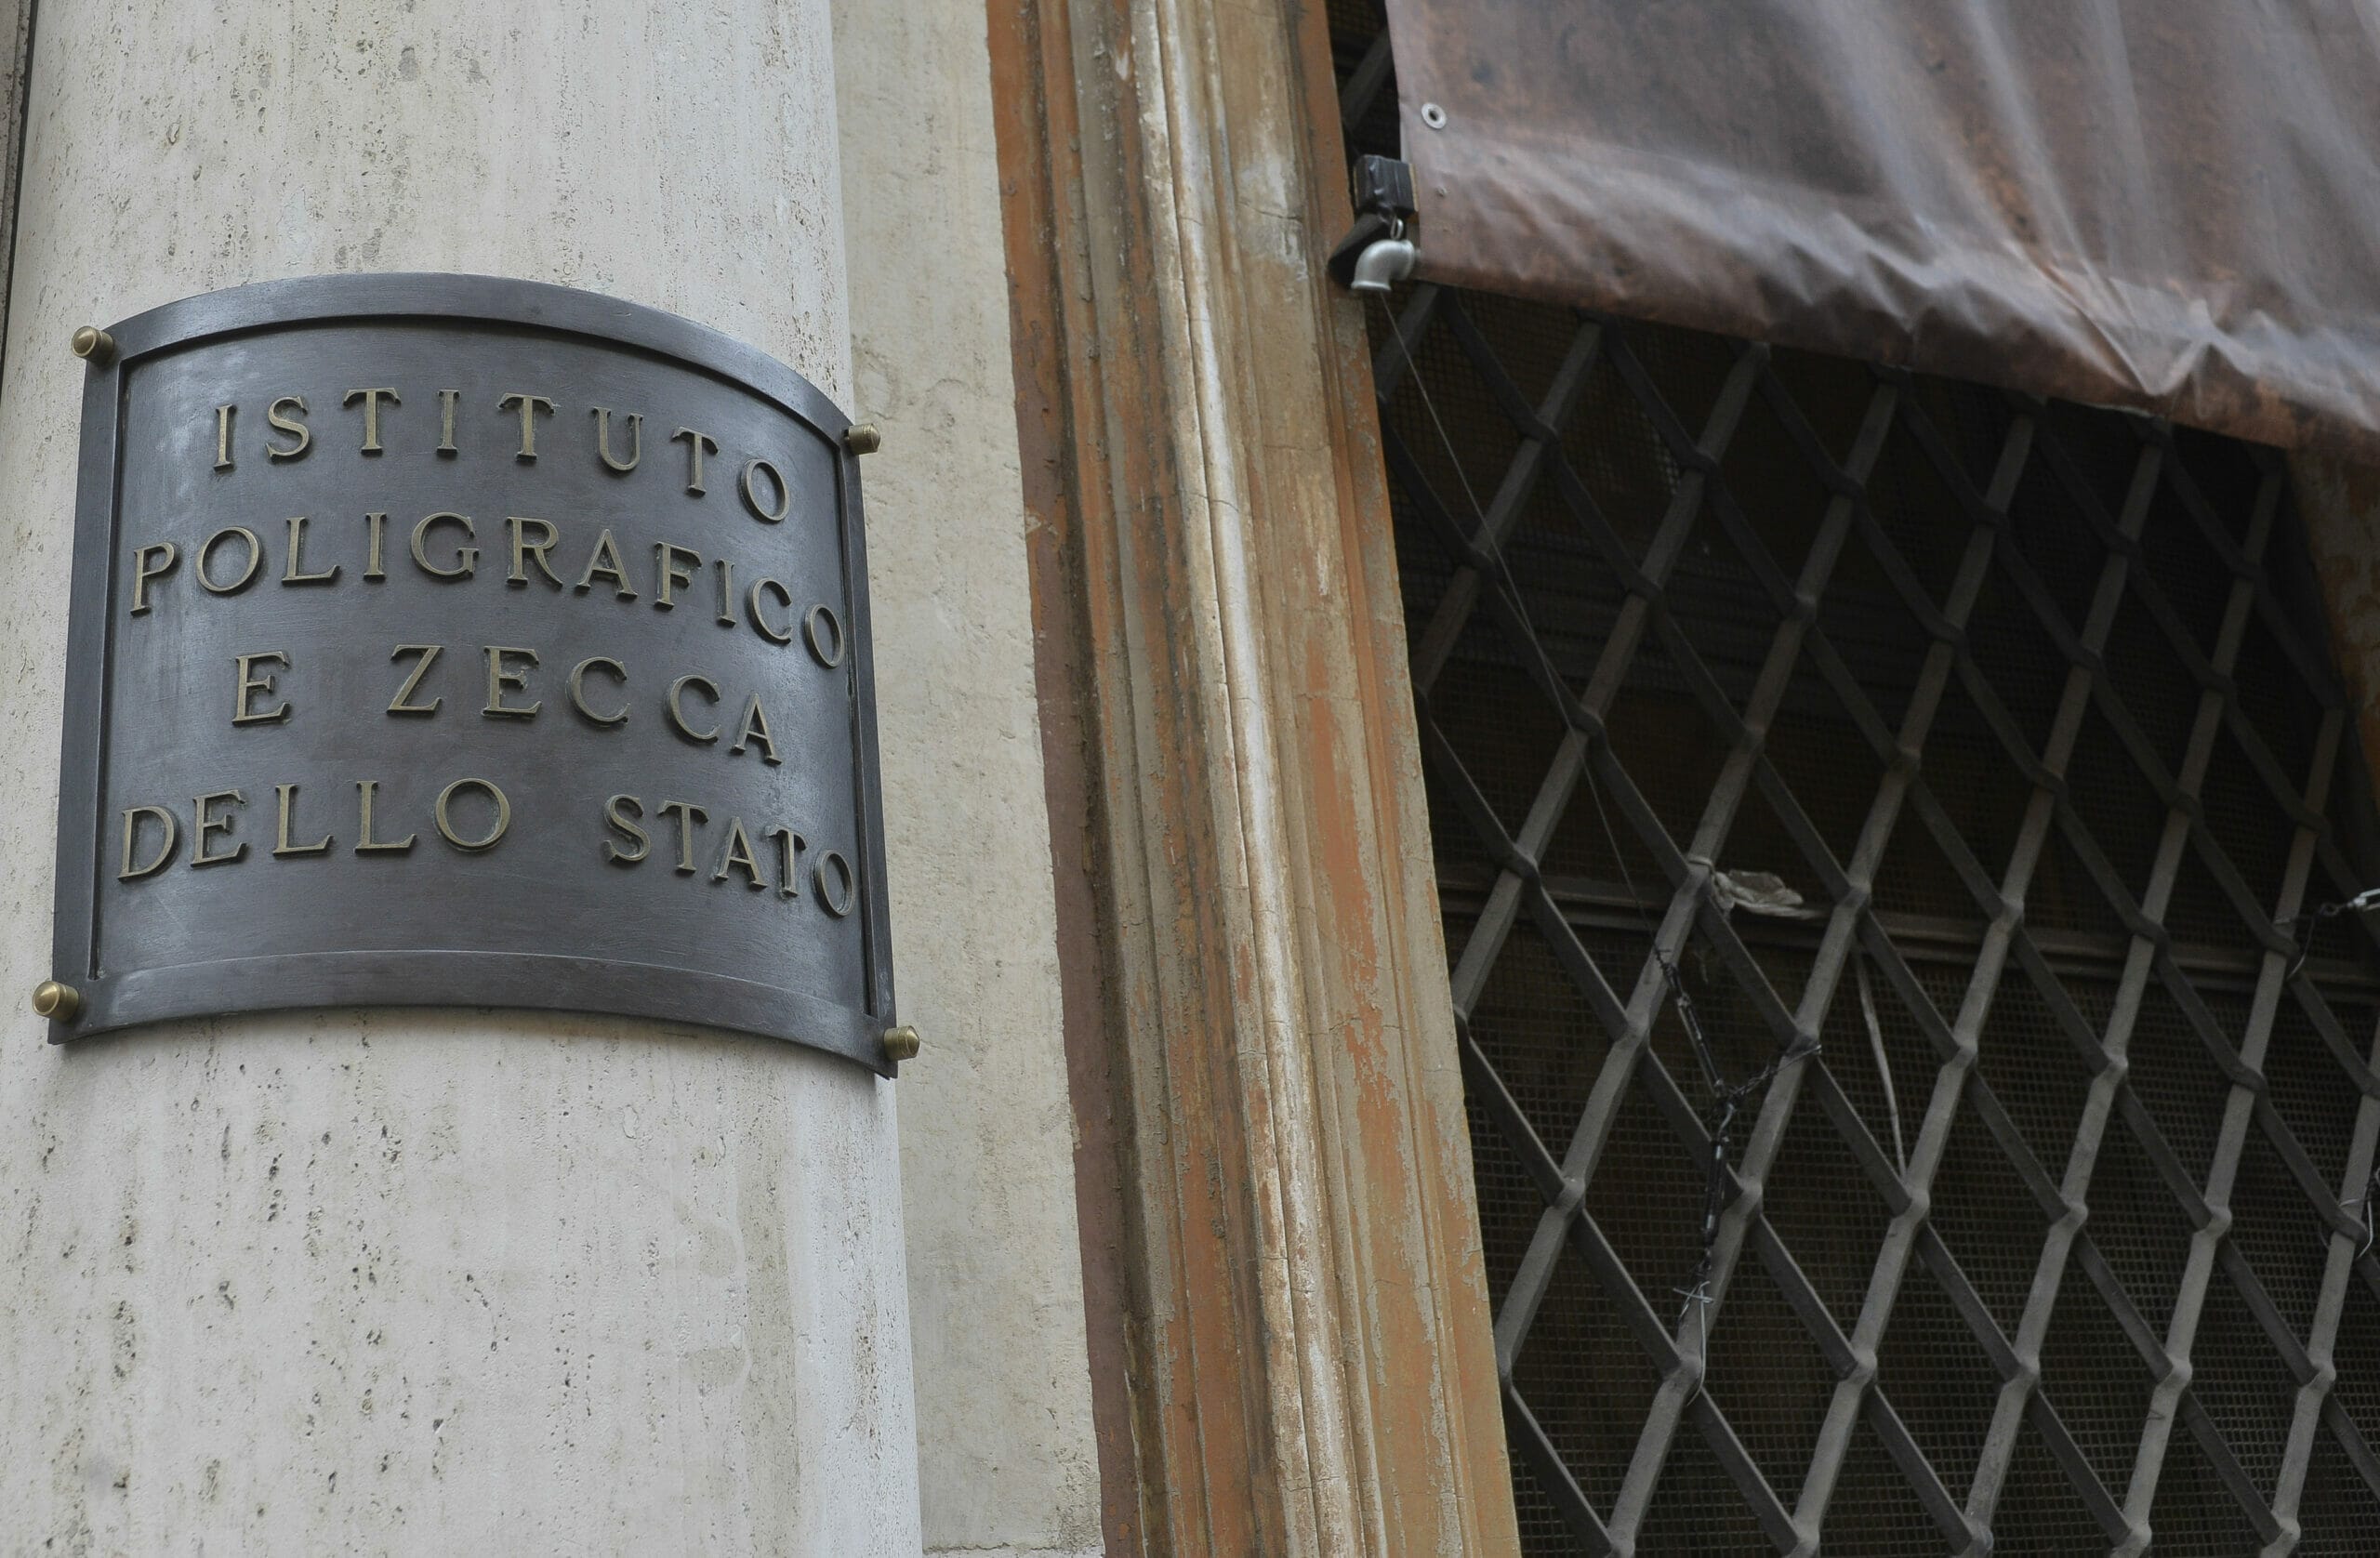 ISTITUTO
POLIGRAFICO
E ZECCA
DELLO STATO